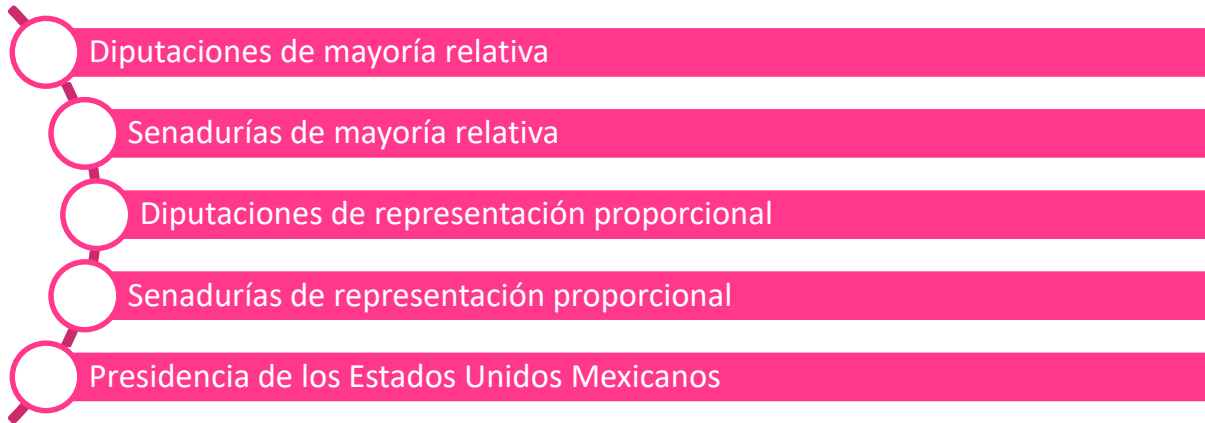 Diputaciones de mayoría relativa
Senadurías de mayoría relativa
Diputaciones de representación proporcional
Senadurías de representación proporcional
Presidencia de los Estados Unidos Mexicanos